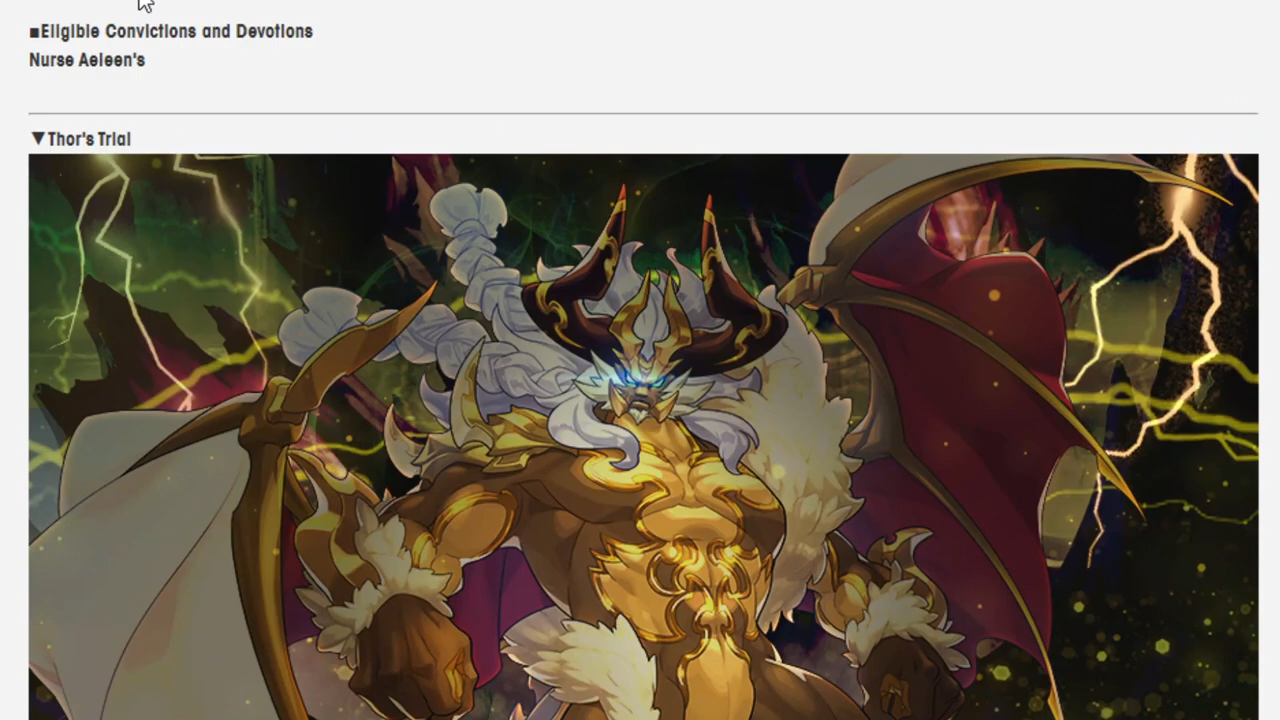 ■Eligible Convictions and Devotions
Nurse Aeleen's
▼Thor's Trial